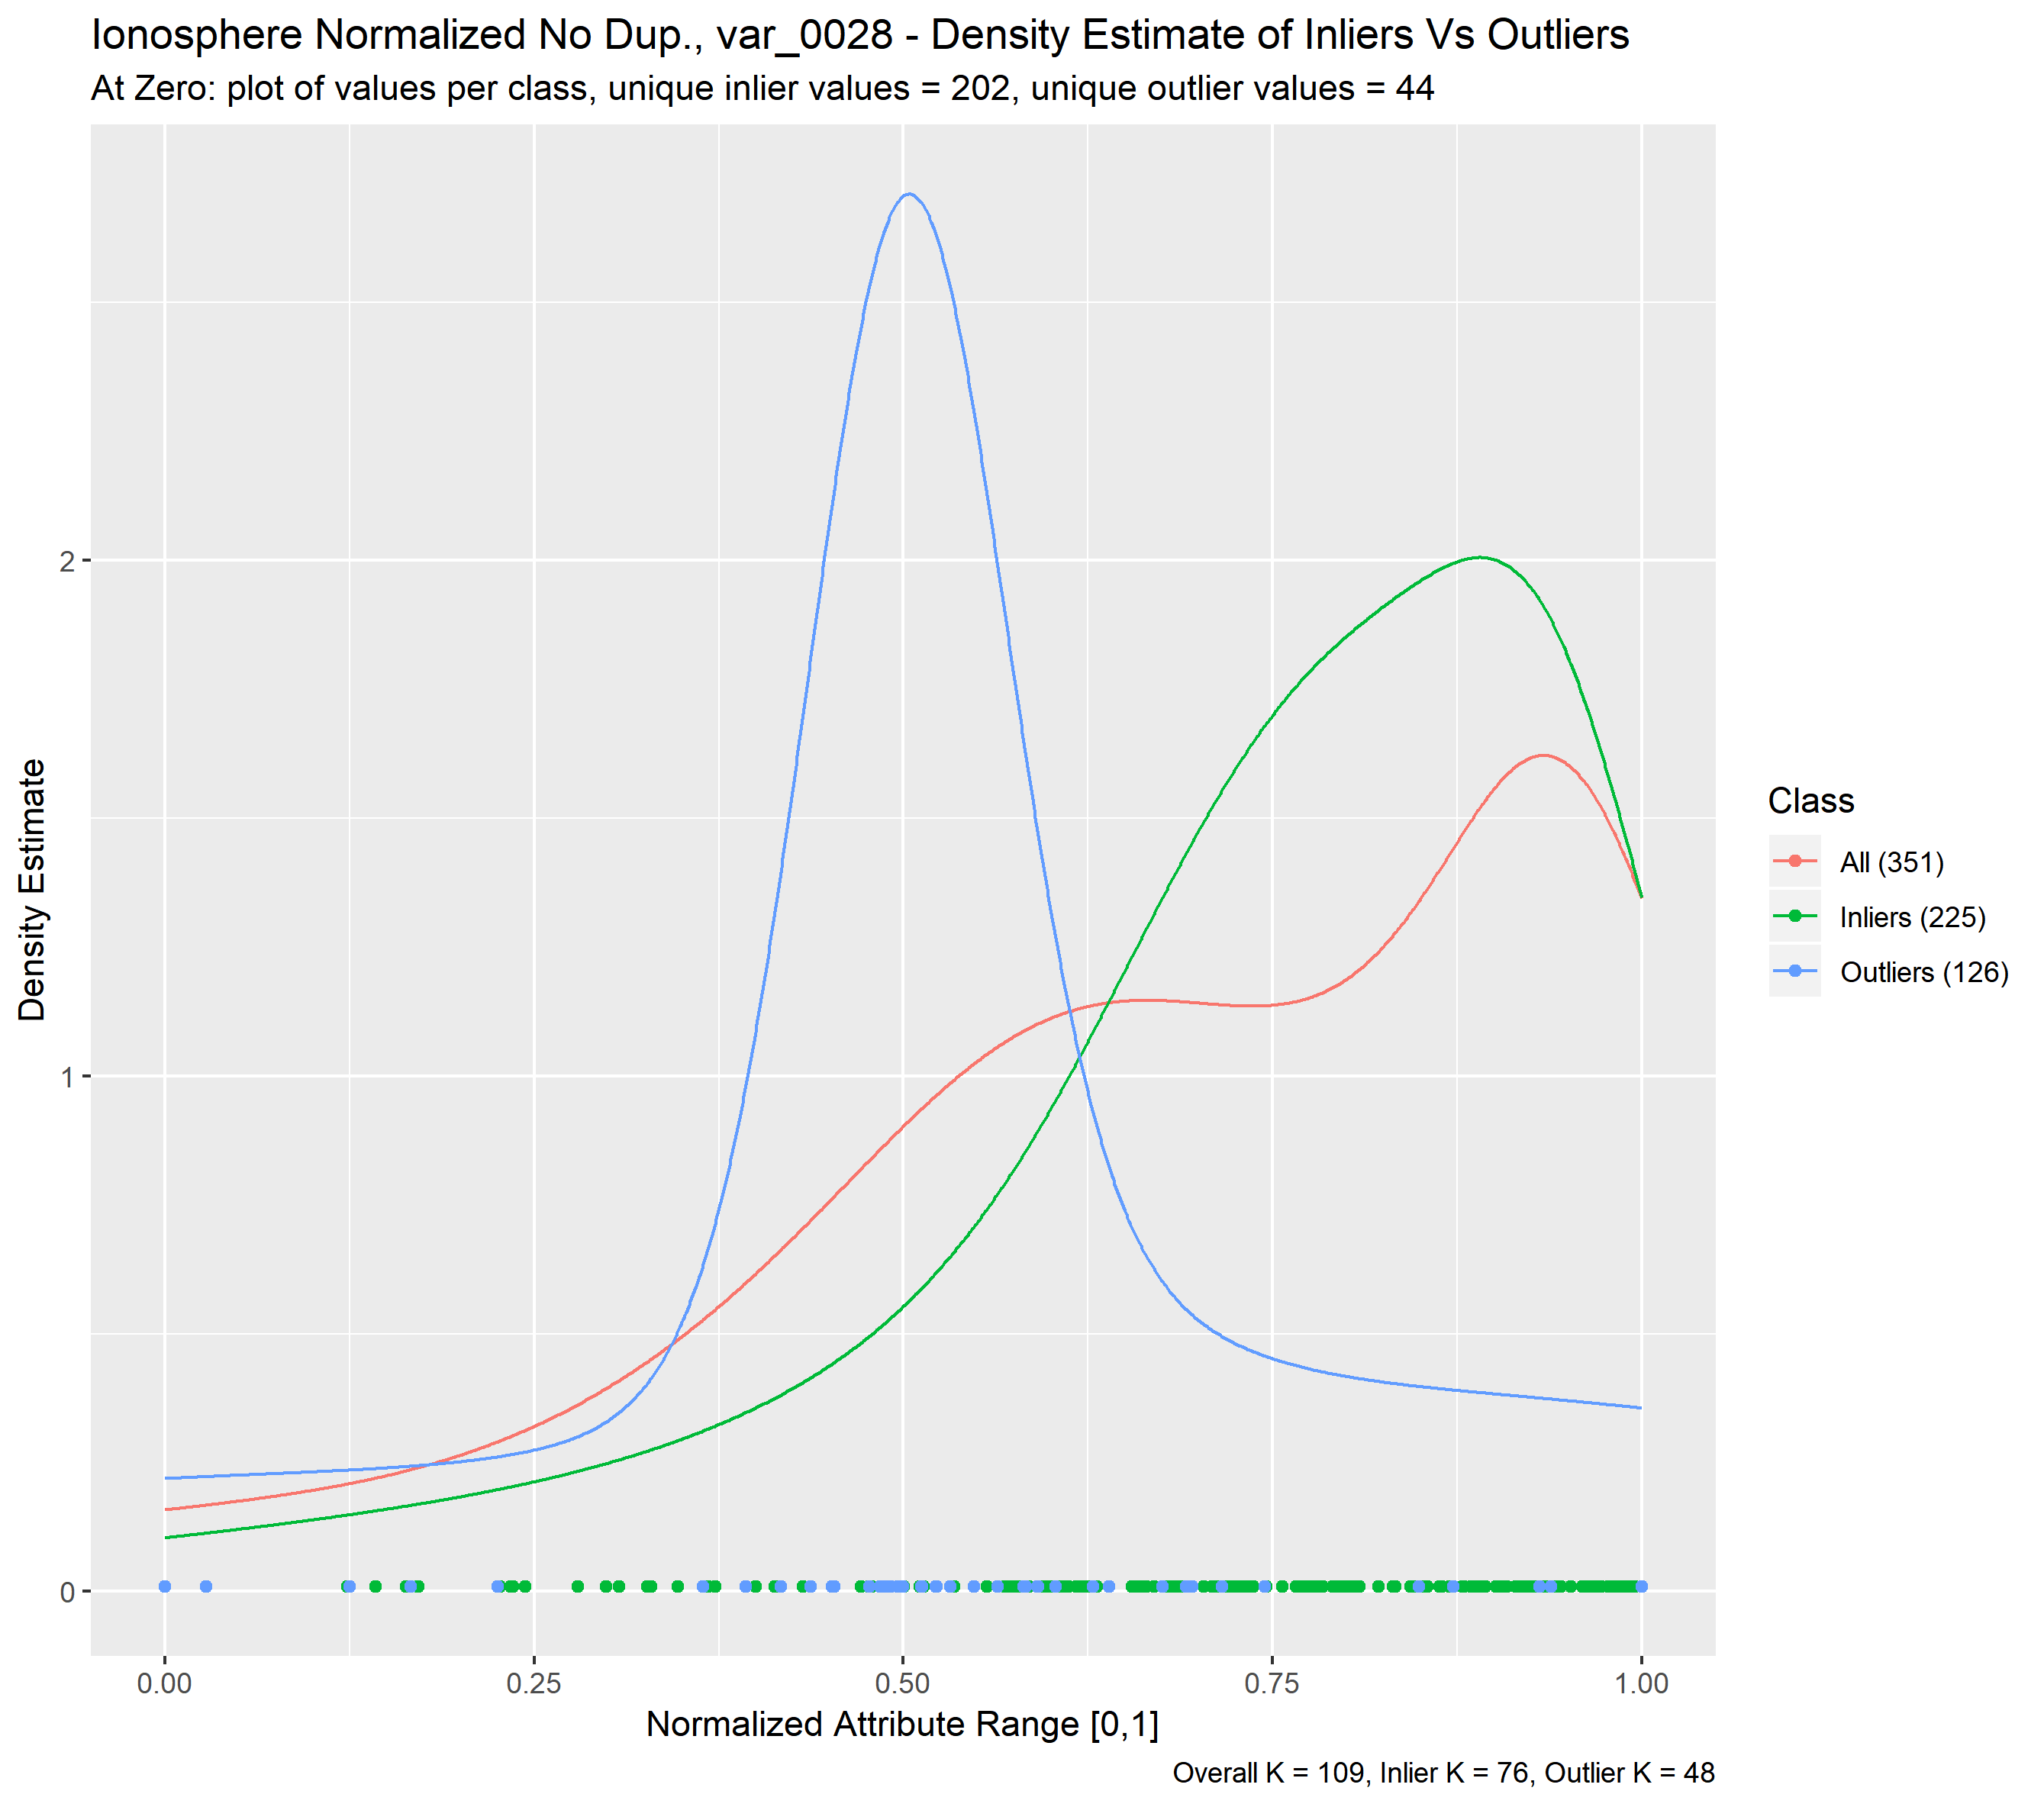 Ionosphere Normalized No Dup., var_0028 - Density Estimate of Inliers Vs Outliers
At Zero: plot of values per class, unique inlier values = 202, unique outlier values = 44
Density Estimate
2
1
0
0.00
0.25
0.50
0.75
1.00
Normalized Attribute Range [0,1]
Class
All (351)
Inliers (225)
Outliers (126)
Overall K = 109, Inlier K = 76, Outlier K = 48